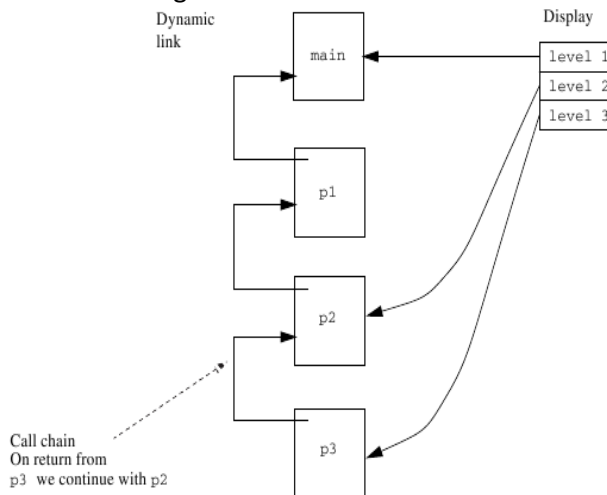 Dynamic
link
Display
main
level 1
level 2
level 3
p1
p2
p3
Call chain
On return from
p3 we continue with p2